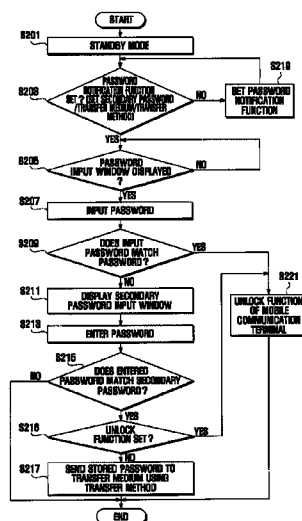 START
S201
STANDBY MODE
S203
PASSWORD
NOTIFICATION FUNCTION
SET ? (SET SECONDARY PASSWORD
/TRANSFER MEDIUM/TRANSFER
METHOD)
NO
S219
SET PASSWORD
NOTIFICATION
FUNCTION
YES
S205
PASSWORD
INPUT WINDOW DISPLAYED
?
NO
YES
S207
INPUT PASSWORD
S209
DOES INPUT
PASSWORD MATCH
PASSWORD ?
YES
NO
S211
DISPLAY SECONDARY
PASSWORD INPUT WINDOW
S221
UNLOCK FUNCTION
OF MOBILE
COMMUNICATION
TERMINAL
S213
ENTER PASSWORD
S215
DOES ENTERED
PASSWORD MATCH SECONDARY
PASSWORD ?
NO
YES
S216
UNLOCK
FUNCTION SET ?
YES
NO
S217
SEND STORED PASSWORD TO
TRANSFER MEDIUM USING
TRANSFER METHOD
END